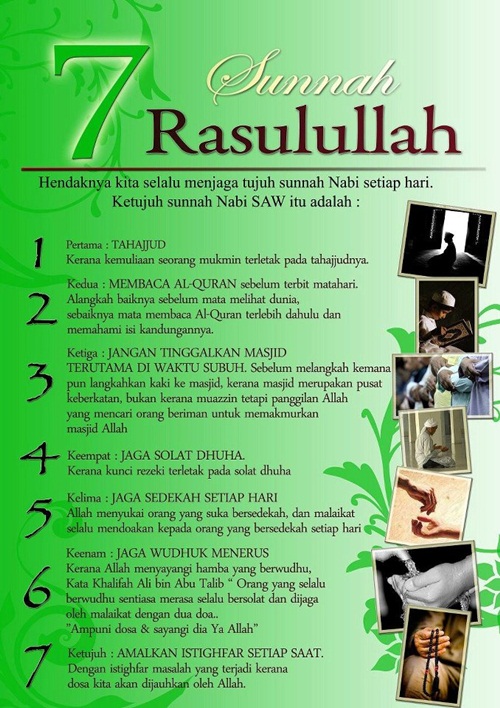 7 Sunnah
Rasulullah
Hendaknya kita selalu menjaga tujuh sunnah Nabi setiap hari.
Ketujuh sunnah Nabi SAW itu adalah :
1
Pertama : TAHAJJUD
Kerana kemuliaan seorang mukmin terletak pada tahajjudnya.
2
Kedua : MEMBACA AL-QURAN sebelum terbit matahari.
Alangkah baiknya sebelum mata melihat dunia,
sebaiknya mata membaca Al-Quran terlebih dahulu dan
memahami isi kandungannya.
3
Ketiga : JANGAN TINGGALKAN MASJID
TERUTAMA DI WAKTU SUBUH. Sebelum melangkah kemana
pun langkahkan kaki ke masjid, kerana masjid merupakan pusat
keberkatan, bukan kerana muazzin tetapi panggilan Allah
yang mencari orang beriman untuk memakmurkan
masjid Allah
4
Keempat : JAGA SOLAT DHUHA.
Kerana kunci rezeki terletak pada solat dhuha
5
Kelima : JAGA SEDEKAH SETIAP HARI
Allah menyukai orang yang suka bersedekah, dan malaikat
selalu mendoakan kepada orang yang bersedekah setiap hari
6
Keenam : JAGA WUDHUK MENERUS
Kerana Allah menyayangi hamba yang berwudhu,
Kata Khalifah Ali bin Abu Talib “ Orang yang selalu
berwudhu sentiasa merasa selalu bersolat dan dijaga
oleh malaikat dengan dua doa..
"Ampuni dosa & sayangi dia Ya Allah”
7
Ketujuh : AMALKAN ISTIGHFAR SETIAP SAAT.
Dengan istighfar masalah yang terjadi kerana
dosa kita akan dijauhkan oleh Allah.